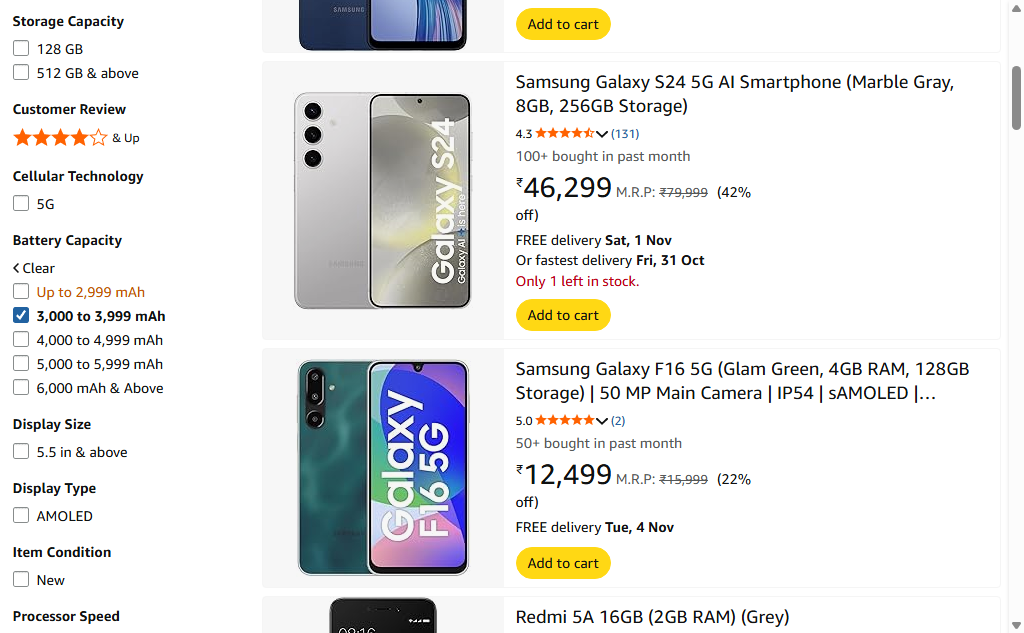 Storage Capacity
128 GB
512 GB & above
Customer Review
& Up
Cellular Technology
5G
Battery Capacity
Clear
Up to 2,999 mAh
3,000 to 3,999 mAh
4,000 to 4,999 mAh
5,000 to 5,999 mAh
6,000 mAh & Above
Display Size
5.5 in & above
Display Type
AMOLED
Item Condition
New
Processor Speed
SAMSUNG
Add to cart
SAMSUNG
Galaxy S24
Galaxy AI is here
Samsung Galaxy S24 5G AI Smartphone (Marble Gray,
8GB, 256GB Storage)
4.3 (131)
100+ bought in past month
₹46,299 M.R.P: ₹79,999 (42%
off)
FREE delivery Sat, 1 Nov
Or fastest delivery Fri, 31 Oct
Only 1 left in stock.
Add to cart
Galaxy
F16 5G
Samsung Galaxy F16 5G (Glam Green, 4GB RAM, 128GB
Storage) | 50 MP Main Camera | IP54 | sAMOLED |...
5.0 (2)
50+ bought in past month
₹12,499 M.R.P: ₹15,999 (22%
off)
FREE delivery Tue, 4 Nov
Add to cart
Redmi 5A 16GB (2GB RAM) (Grey)